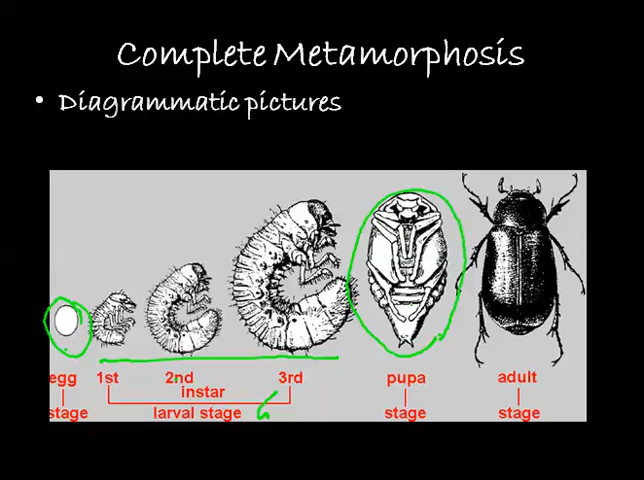 Complete Metamorphosis
• Diagrammatic pictures
egg 1st 2nd 3rd pupa adult
instar
stage larval stage stage stage